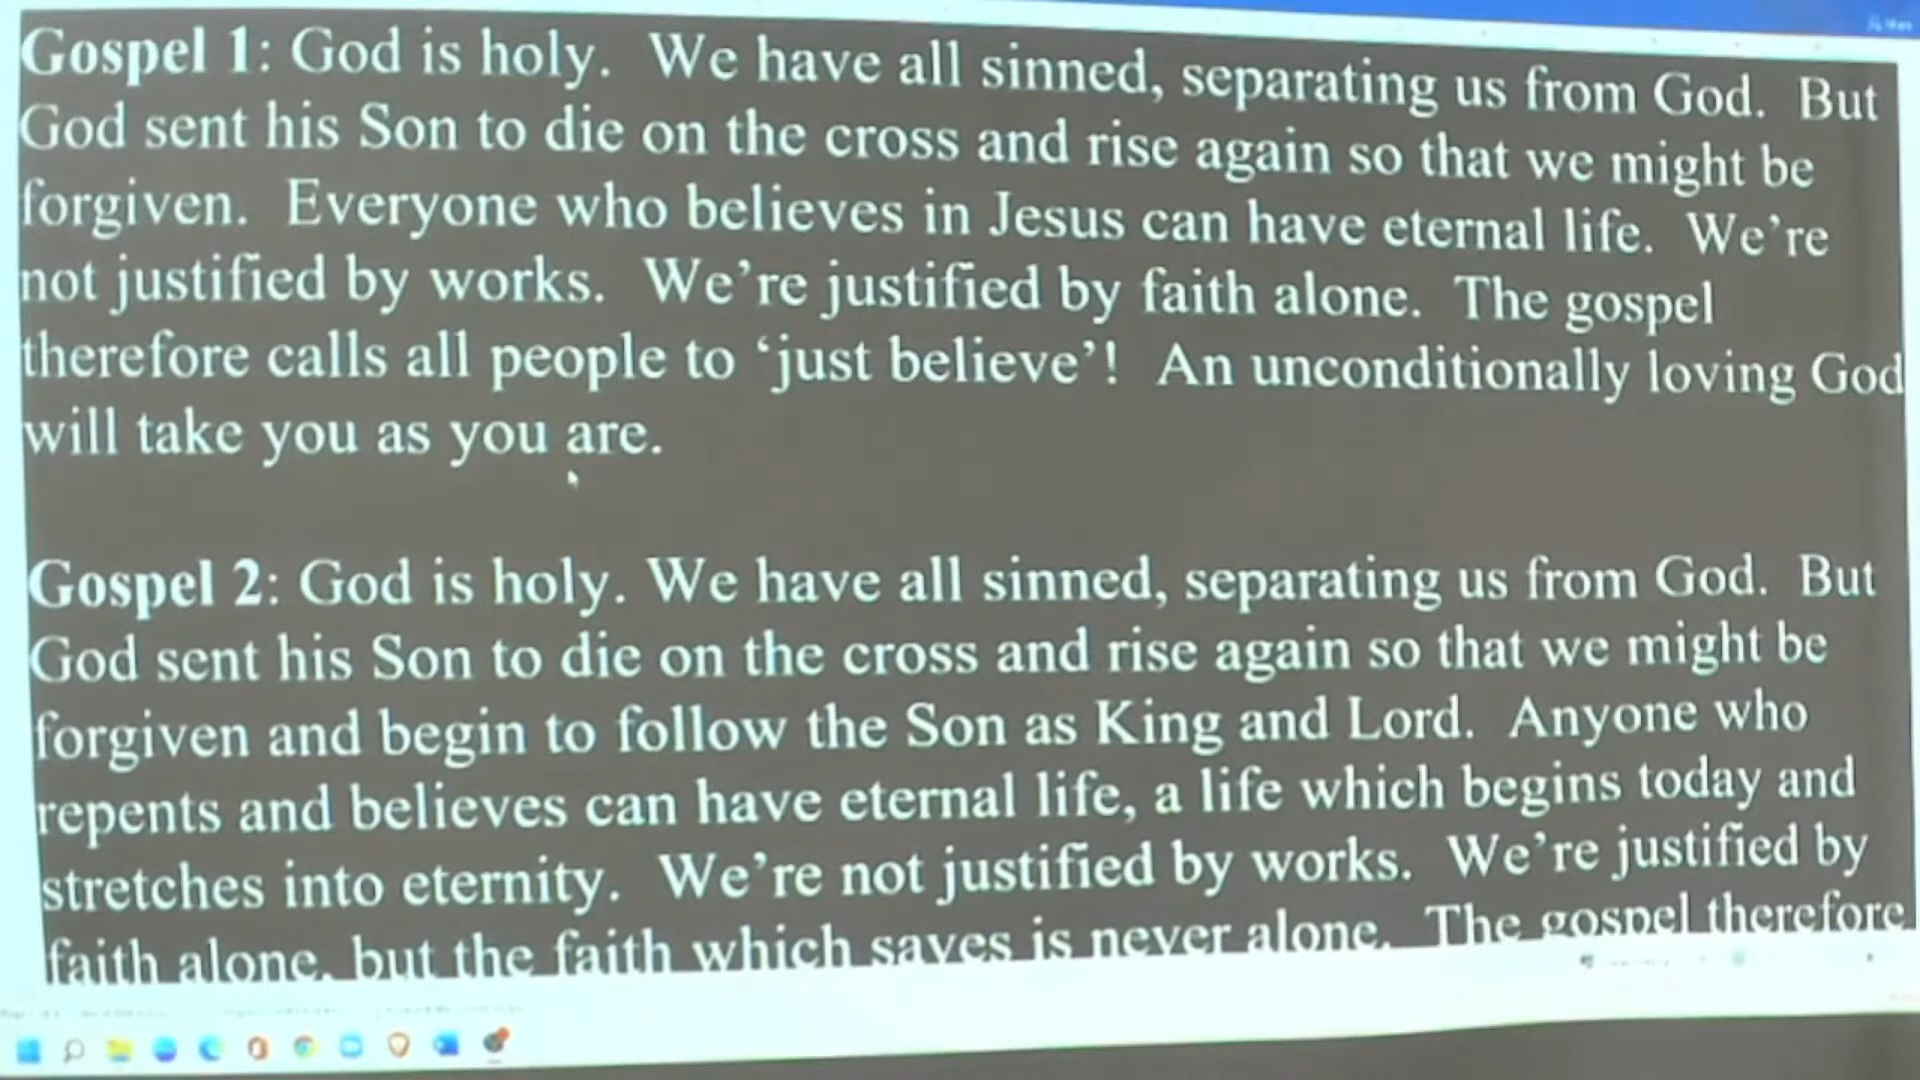 Gospel 1: God is holy. We have all sinned, separating us from God. But
God sent his Son to die on the cross and rise again so that we might be
forgiven. Everyone who believes in Jesus can have eternal life. We’re
not justified by works. We’re justified by faith alone. The gospel
therefore calls all people to ‘just believe’! An unconditionally loving God
will take you as you are.
Gospel 2: God is holy. We have all sinned, separating us from God. But
God sent his Son to die on the cross and rise again so that we might be
forgiven and begin to follow the Son as King and Lord. Anyone who
repents and believes can have eternal life, a life which begins today and
stretches into eternity. We’re not justified by works. We’re justified by
faith alone, but the faith which saves is never alone. The gospel therefore